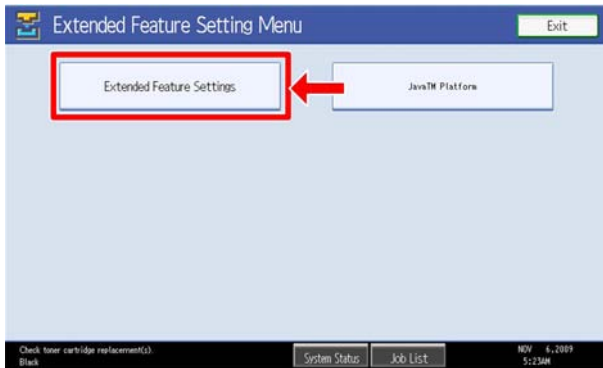 Extended Feature Setting Menu
Exit
Extended Feature Settings
JavaTM Platform
Check toner cartridge replacement(s).
Black
System Status
Job List
NOV 6,2009
5:23AM